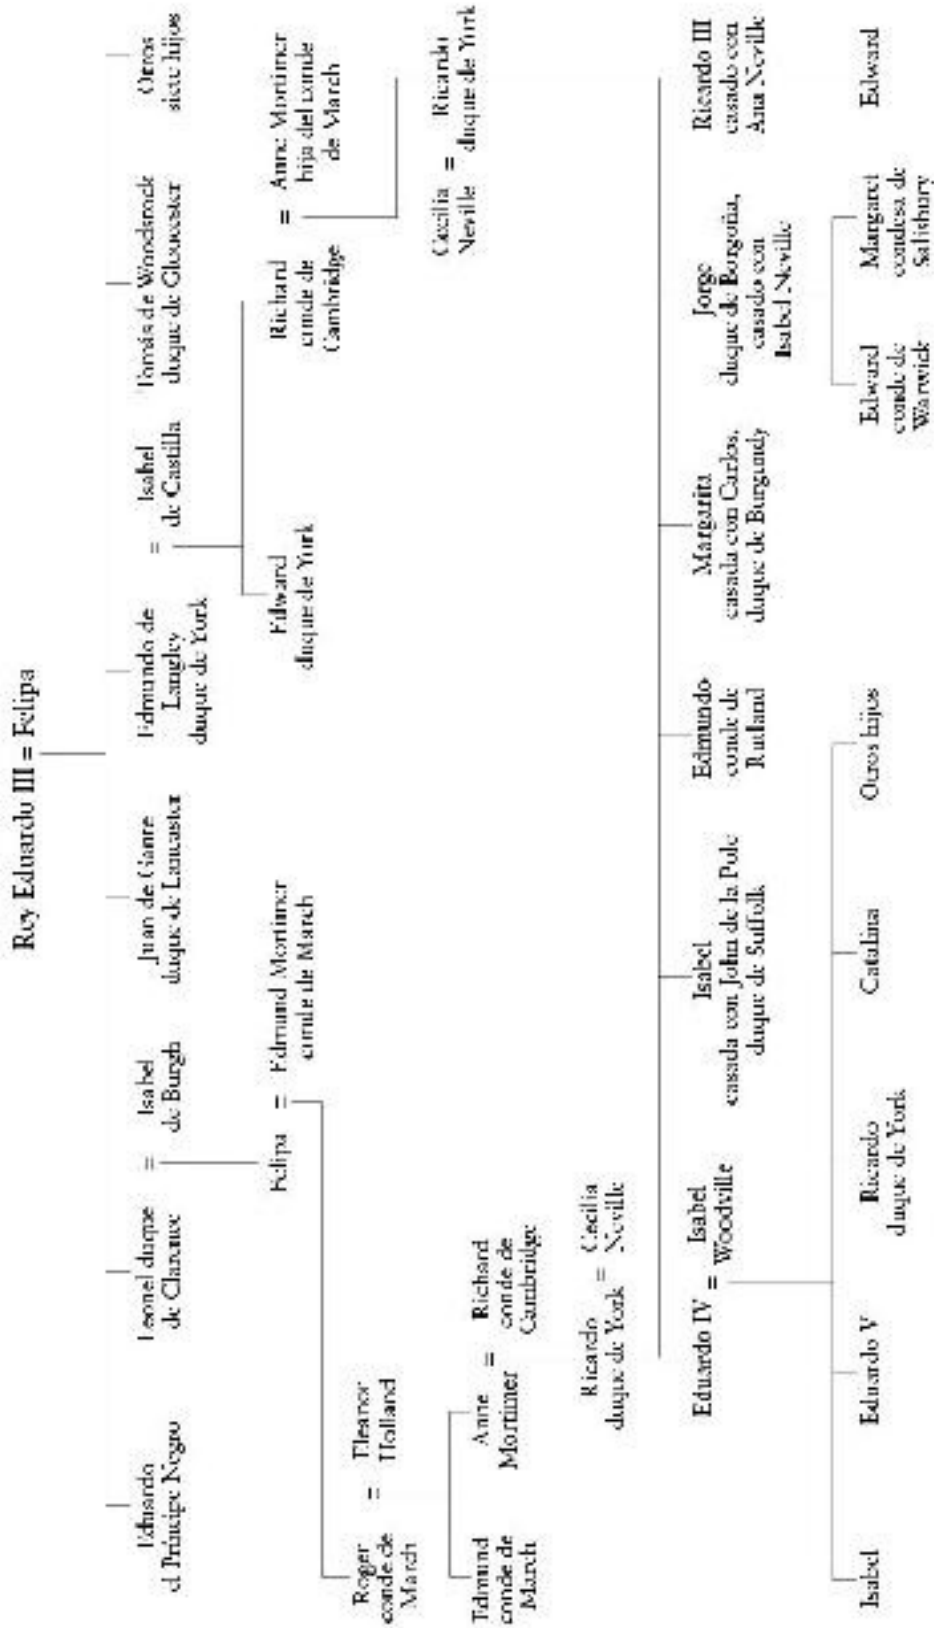 Rey Eduardo III = Felipa
Eduardo
el Príncipe Negro
Leonel duque
de Clarence
=
Isabel
de Burgh
Juan de Gante
duque de Lancaster
Edmundo de
Langley
duque de York
=
Isabel
de Castilla
Tomás de Woodstock
duque de Gloucester
Otros
siete hijos
Felipa
=
Edmund Mortimer
conde de March
Edward
duque de York
Richard
conde de
Cambridge
=
Anne Mortimer
hija del conde
de March
Roger
conde de
March
=
Eleanor
Holland
Cecilia
Neville
=
Ricardo
duque de York
Edmund
conde de
March
Anne
Mortimer
=
Richard
conde de
Cambridge
Ricardo
duque de York
=
Cecilia
Neville
Eduardo IV
=
Isabel
Woodville
Isabel
casada con John de la Pole
duque de Suffolk
Edmundo
conde de
Rutland
Margarita
casada con Carlos,
duque de Burgundy
Jorge
duque de Borgoña,
casado con
Isabel Neville
Ricardo III
casado con
Ana Neville
Isabel
Eduardo V
Ricardo
duque de York
Catalina
Otros hijos
Edward
conde de
Warwick
Margaret
condesa de
Salisbury
Edward